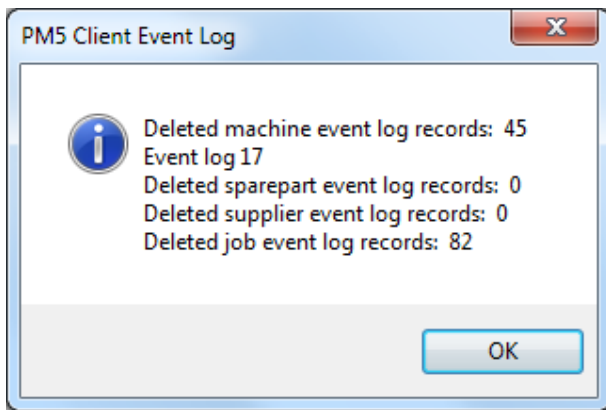 PM5 Client Event Log
Deleted machine event log records: 45
Event log 17
Deleted sparepart event log records: 0
Deleted supplier event log records: 0
Deleted job event log records: 82
OK